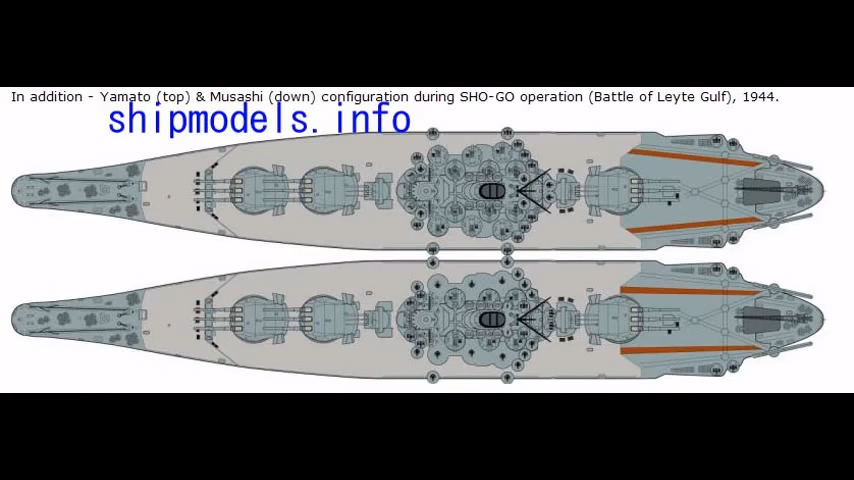 In addition - Yamato (top) & Musashi (down) configuration during SHO-GO operation (Battle of Leyte Gulf), 1944.
shipmodels.info